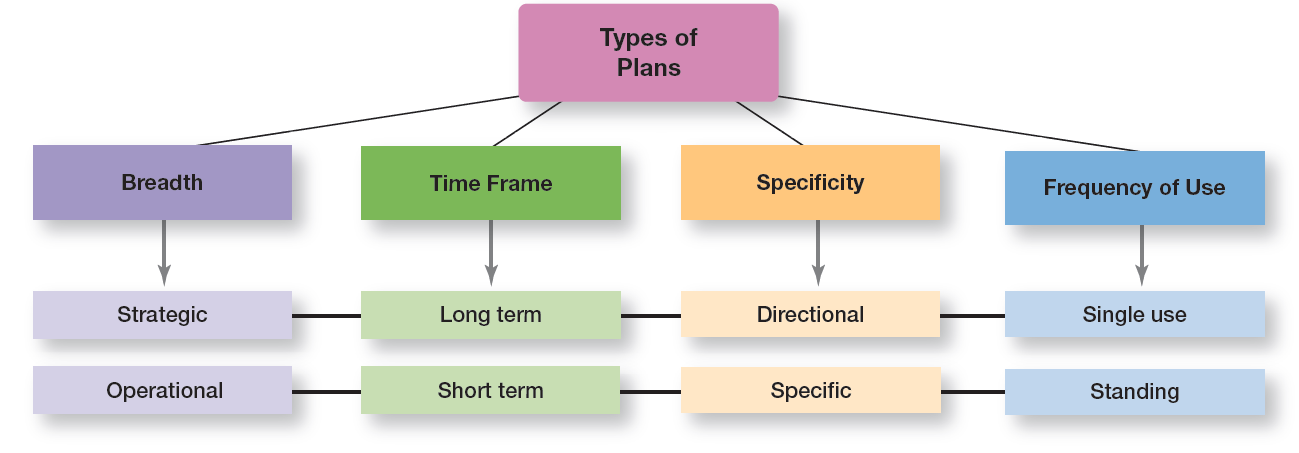 Types of
Plans
Breadth
Time Frame
Specificity
Frequency of Use
Strategic
Long term
Directional
Single use
Operational
Short term
Specific
Standing